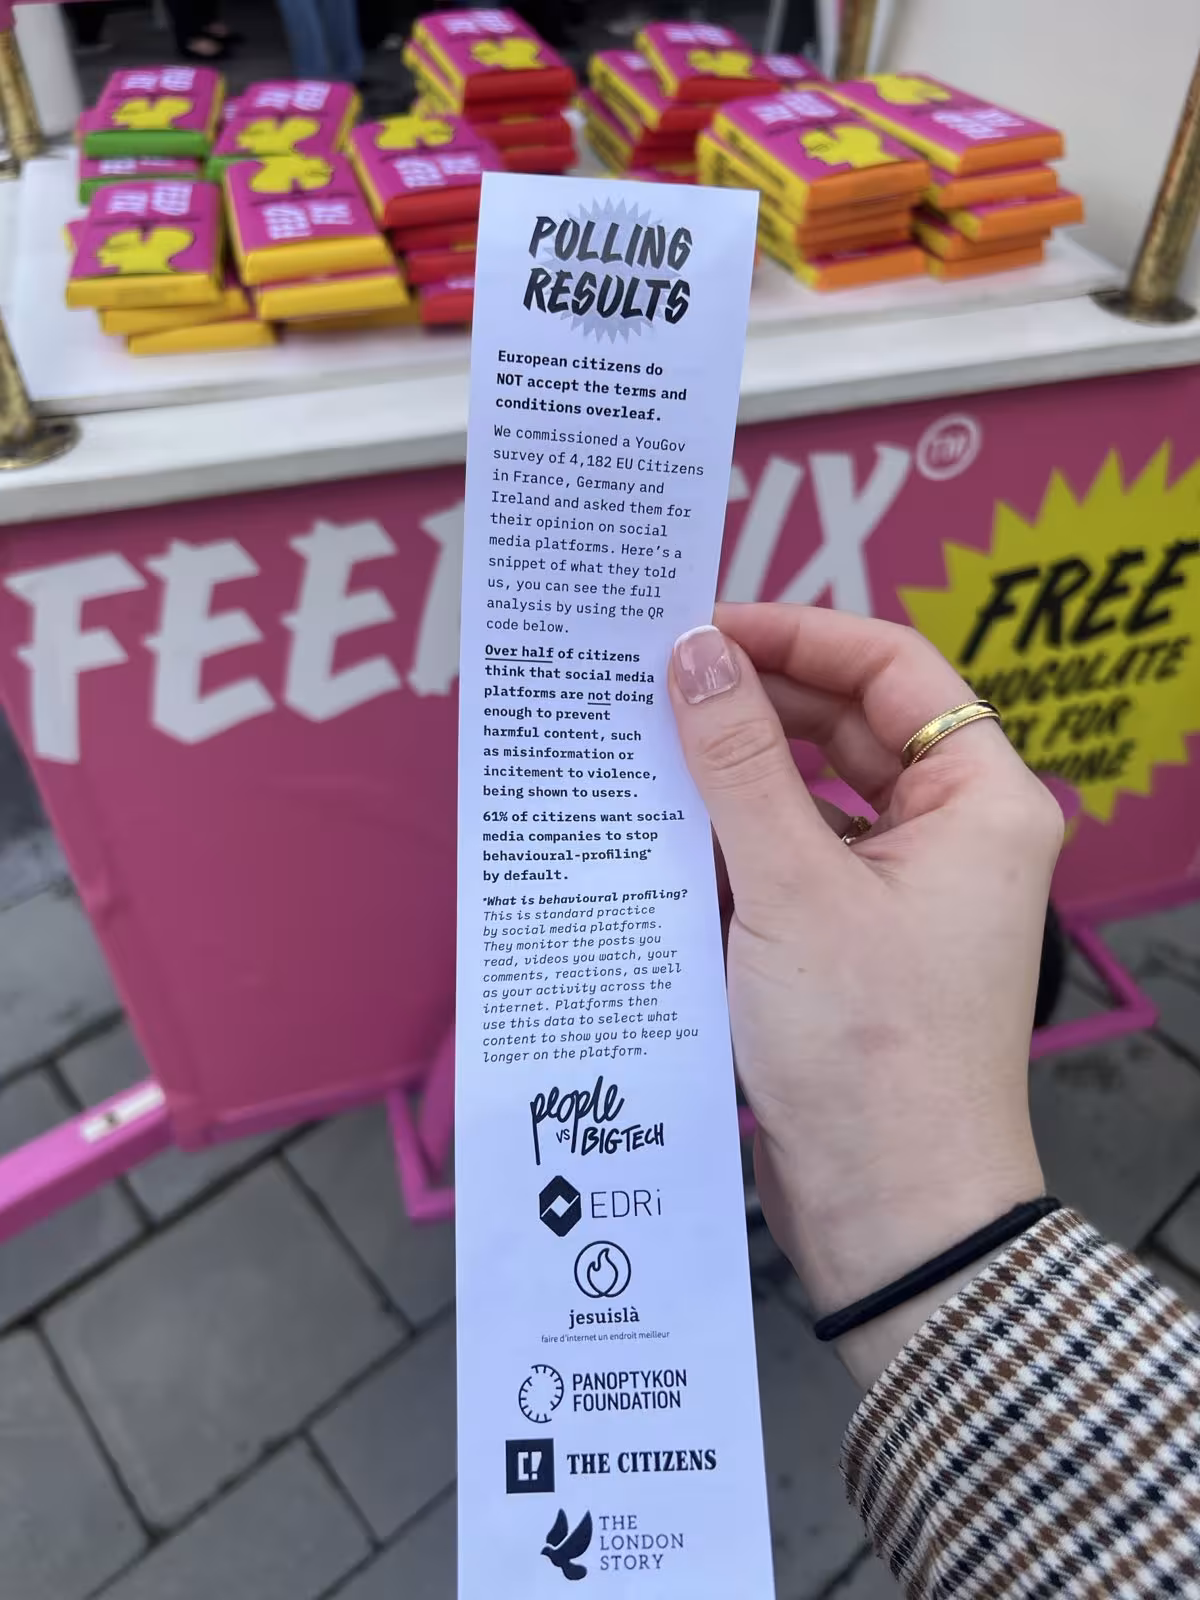 POLLING
RESULTS
European citizens do
NOT accept the terms and
conditions overleaf.
We commissioned a YouGov
survey of 4,182 EU Citizens
in France, Germany and
Ireland and asked them for
their opinion on social
media platforms. Here's a
snippet of what they told
us, you can see the full
analysis by using the QR
code below.
Over half of citizens
think that social media
platforms are not doing
enough to prevent
harmful content, such
as misinformation or
incitement to violence,
being shown to users.
61% of citizens want social
media companies to stop
behavioural-profiling*
by default.
*What is behavioural profiling?
This is standard practice
by social media platforms.
They monitor the posts you
read, videos you watch, your
comments, reactions, as well
as your activity across the
internet. Platforms then
use this data to select what
content to show you to keep you
longer on the platform.
people
vs BIGTECH
EDRi
jesuislà
faire d'internet un endroit meilleur
PANOPTYKON
FOUNDATION
THE CITIZENS
THE
LONDON
STORY
FREE